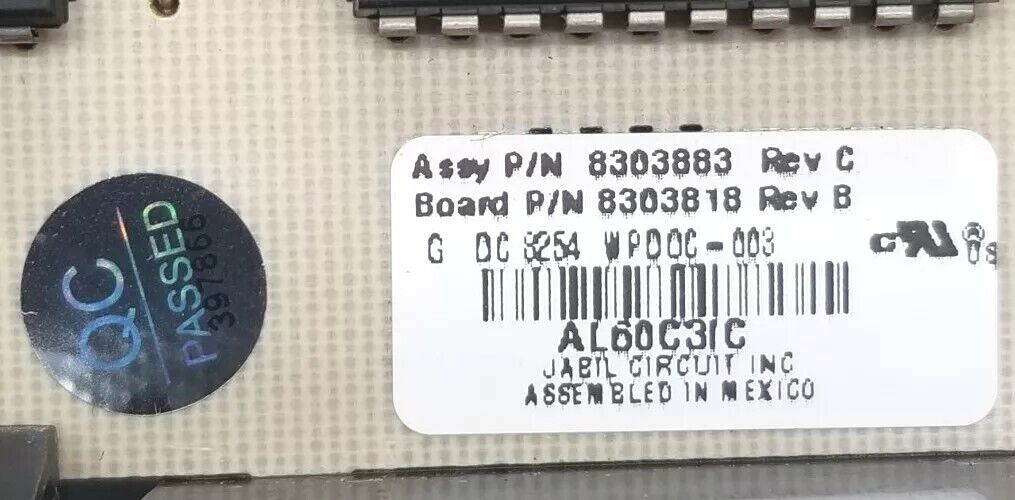 QC
PASSED
397866
Assy P/N 8303883 Rev C
Board P/N 8303818 Rev B
G DC 8254 WPDOC-003
AL60C31C
JABIL CIRCUIT INC
ASSEMBLED IN MEXICO